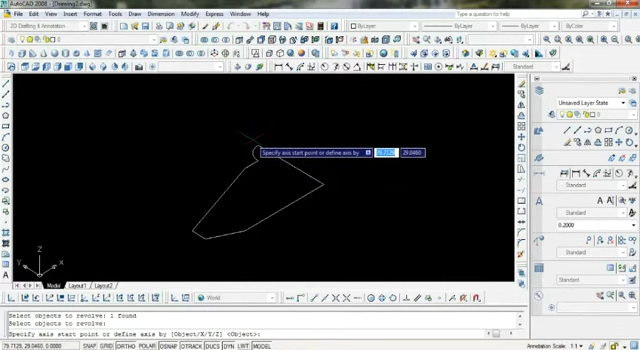 AutoCAD 2008 - [Drawing2.dwg]
File Edit View Insert Format Tools Draw Dimension Modify Express Window Help
Type a question for help
2D Drafting & Annotation
ByLayer
ByLayer
ByColor
Unsaved Layer State
Specify axis start point or define axis by
79.7129
29.0460
Standard
Standard
0.2000
Standard
Standard
Z
Y
X
Model
Layout1
Layout2
World
Select objects to revolve: 1 found
Select objects to revolve:
Specify axis start point or define axis by [Object/X/Y/Z] <Object>:
79.7129, 29.0460, 0.0000
SNAP GRID ORTHO POLAR OSNAP OTRACK DUCS DYN LWT MODEL
Annotation Scale: 1:1